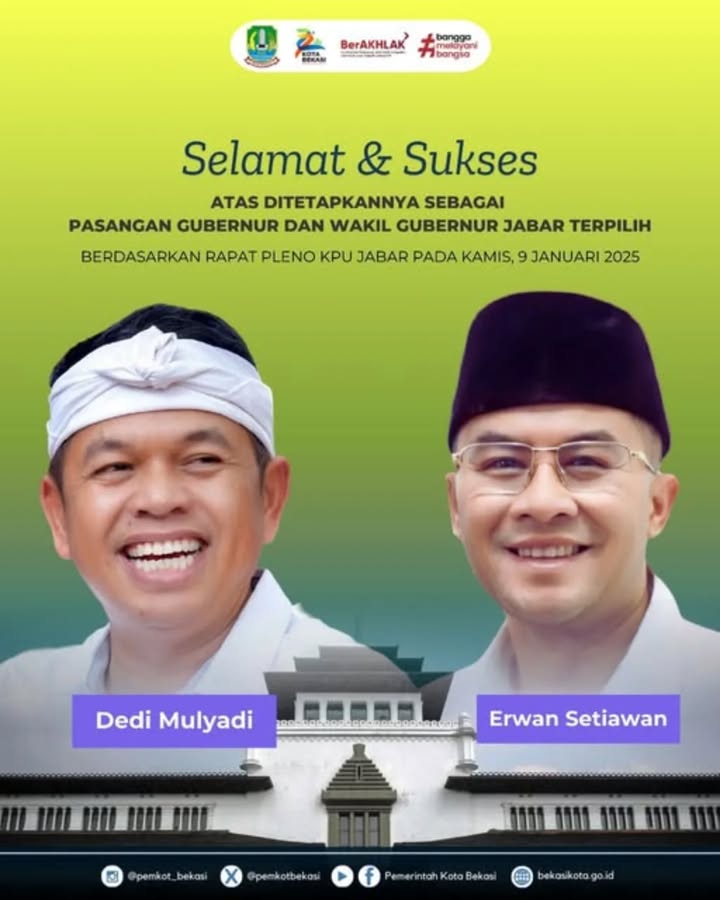 KOTA
BEKASI
BerAKHLAK
#bangga
melayani
bangsa
Selamat & Sukses
ATAS DITETAPKANNYA SEBAGAI
PASANGAN GUBERNUR DAN WAKIL GUBERNUR JABAR TERPILIH
BERDASARKAN RAPAT PLENO KPU JABAR PADA KAMIS, 9 JANUARI 2025
Dedi Mulyadi
Erwan Setiawan
@pemkot_bekasi @pemkotbekasi Pemerintah Kota Bekasi bekasikota.go.id